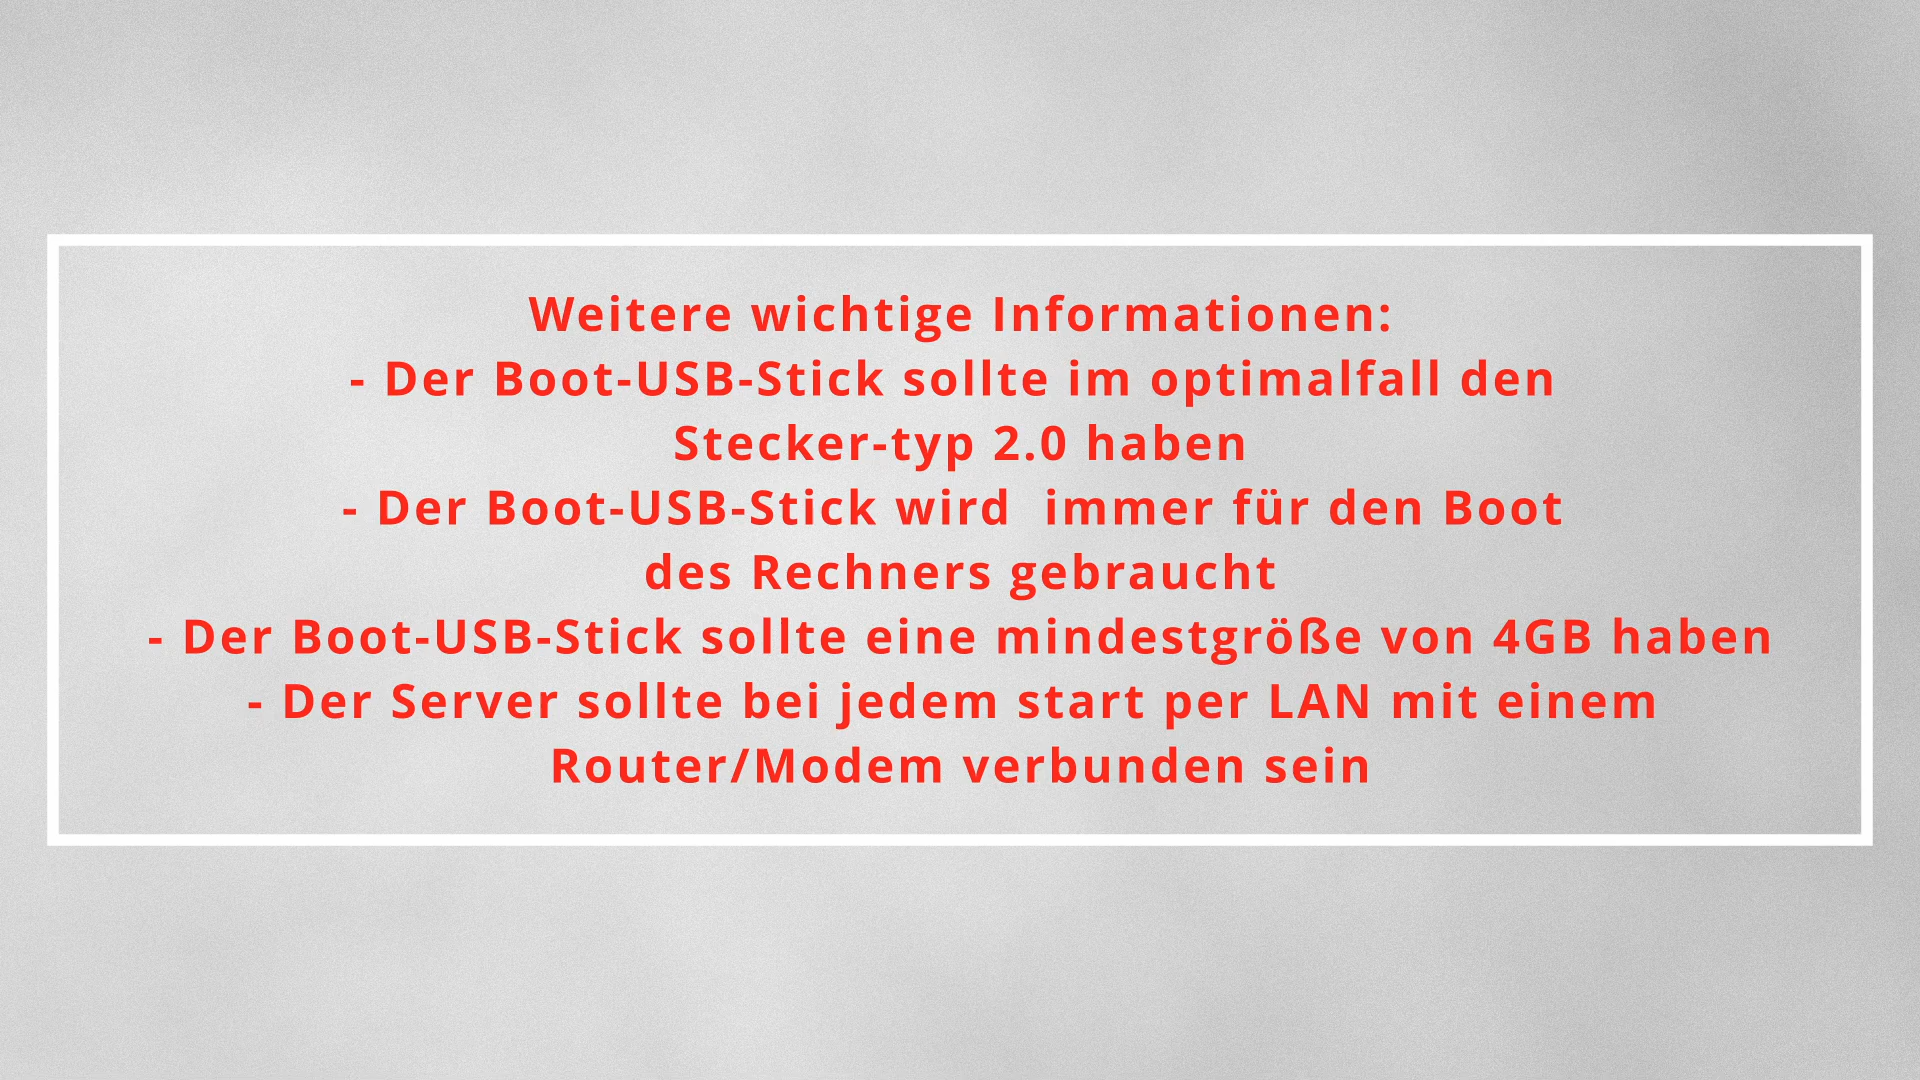 Weitere wichtige Informationen:
- Der Boot-USB-Stick sollte im optimalfall den
Stecker-typ 2.0 haben
- Der Boot-USB-Stick wird  immer für den Boot
des Rechners gebraucht
- Der Boot-USB-Stick sollte eine mindestgröße von 4GB haben
- Der Server sollte bei jedem start per LAN mit einem
Router/Modem verbunden sein